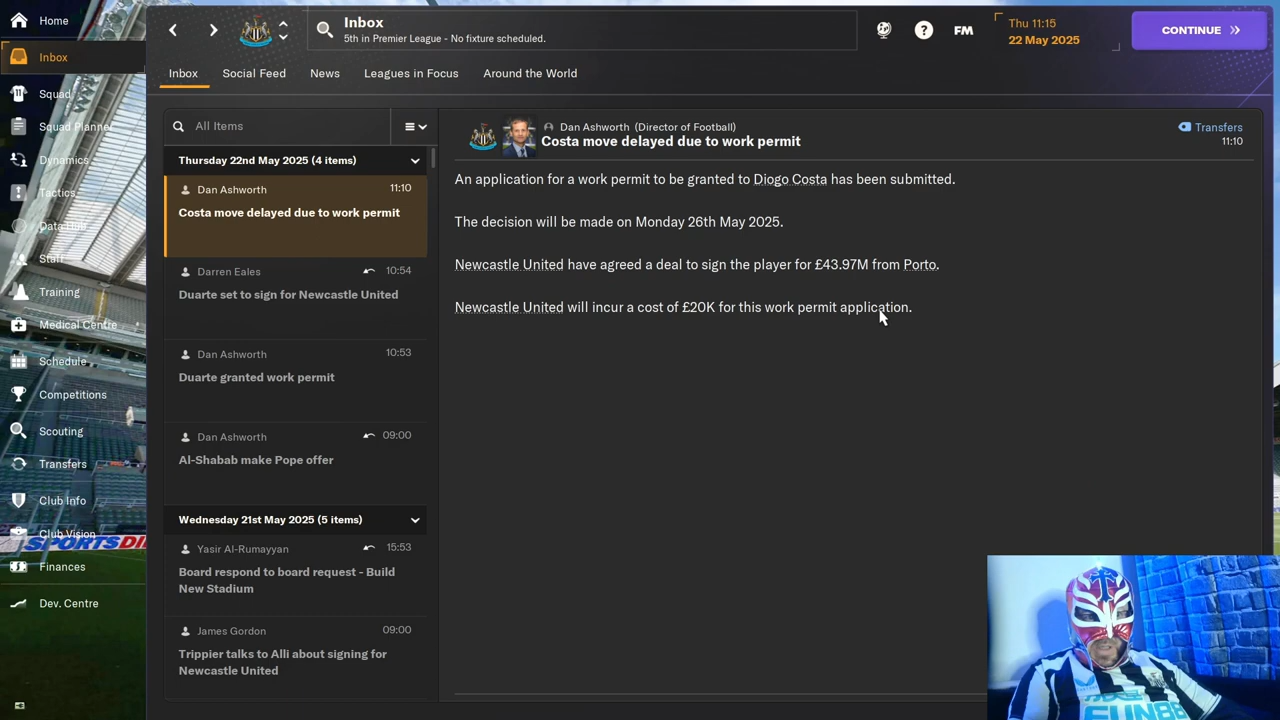 Home
Inbox
Squad
Squad Planner
Dynamics
Tactics
Data Hub
Staff
Training
Medical Centre
Schedule
Competitions
Scouting
Transfers
Club Info
Club Vision
Finances
Dev. Centre
SPORTS DI
Inbox
5th in Premier League - No fixture scheduled.
FM
Thu 11:15
22 May 2025
CONTINUE
Inbox
Social Feed
News
Leagues in Focus
Around the World
All Items
Thursday 22nd May 2025 (4 items)
Dan Ashworth 11:10
Costa move delayed due to work permit
Darren Eales 10:54
Duarte set to sign for Newcastle United
Dan Ashworth 10:53
Duarte granted work permit
Dan Ashworth 09:00
Al-Shabab make Pope offer
Wednesday 21st May 2025 (5 items)
Yasir Al-Rumayyan 15:53
Board respond to board request - Build
New Stadium
James Gordon 09:00
Trippier talks to Alli about signing for
Newcastle United
Dan Ashworth (Director of Football)
Costa move delayed due to work permit
Transfers
11:10
An application for a work permit to be granted to Diogo Costa has been submitted.
The decision will be made on Monday 26th May 2025.
Newcastle United have agreed a deal to sign the player for £43.97M from Porto.
Newcastle United will incur a cost of £20K for this work permit application.
FUN88